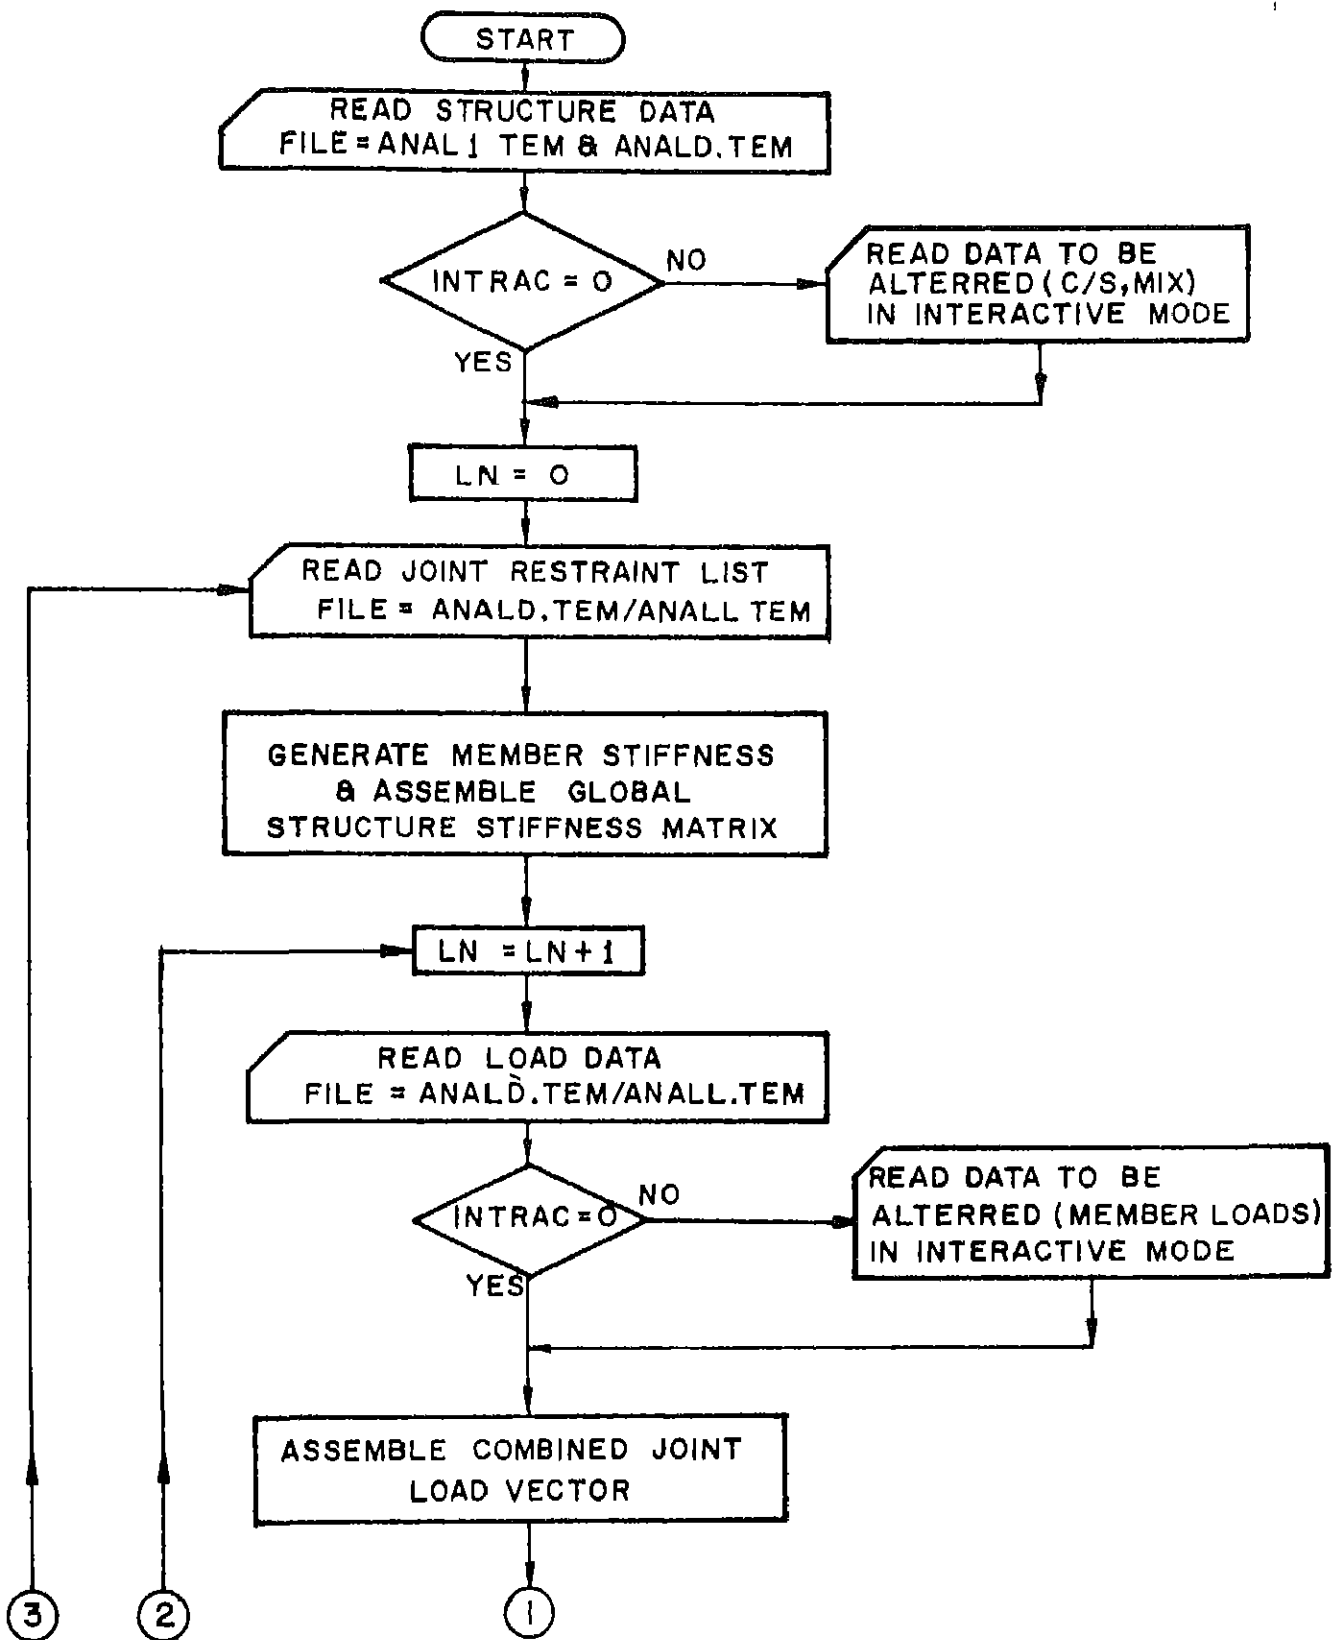 START
READ STRUCTURE DATA
FILE = ANAL1 TEM & ANALD.TEM
INTRAC = 0
NO
YES
READ DATA TO BE
ALTERRED (C/S, MIX)
IN INTERACTIVE MODE
LN = 0
READ JOINT RESTRAINT LIST
FILE = ANALD.TEM/ANALL TEM
GENERATE MEMBER STIFFNESS
& ASSEMBLE GLOBAL
STRUCTURE STIFFNESS MATRIX
LN = LN + 1
READ LOAD DATA
FILE = ANALD.TEM/ANALL.TEM
INTRAC = 0
NO
YES
READ DATA TO BE
ALTERRED (MEMBER LOADS)
IN INTERACTIVE MODE
ASSEMBLE COMBINED JOINT
LOAD VECTOR
3
2
1